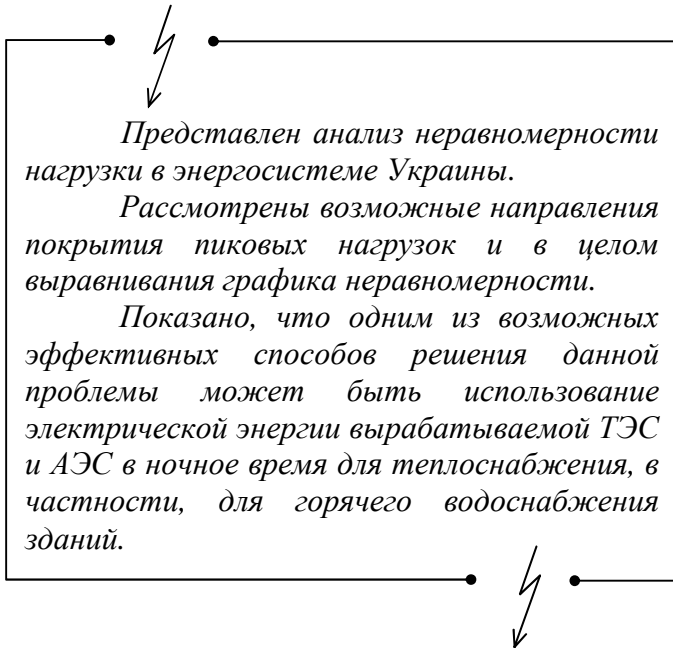 Представлен анализ неравномерности
нагрузки в энергосистеме Украины.
Рассмотрены возможные направления
покрытия пиковых нагрузок и в целом
выравнивания графика неравномерности.
Показано, что одним из возможных
эффективных способов решения данной
проблемы может быть использование
электрической энергии вырабатываемой ТЭС
и АЭС в ночное время для теплоснабжения, в
частности, для горячего водоснабжения
зданий.